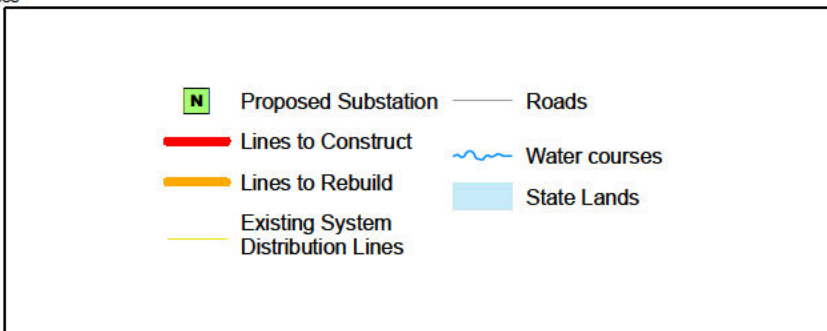 N
Proposed Substation
Lines to Construct
Lines to Rebuild
Existing System
Distribution Lines
Roads
Water courses
State Lands